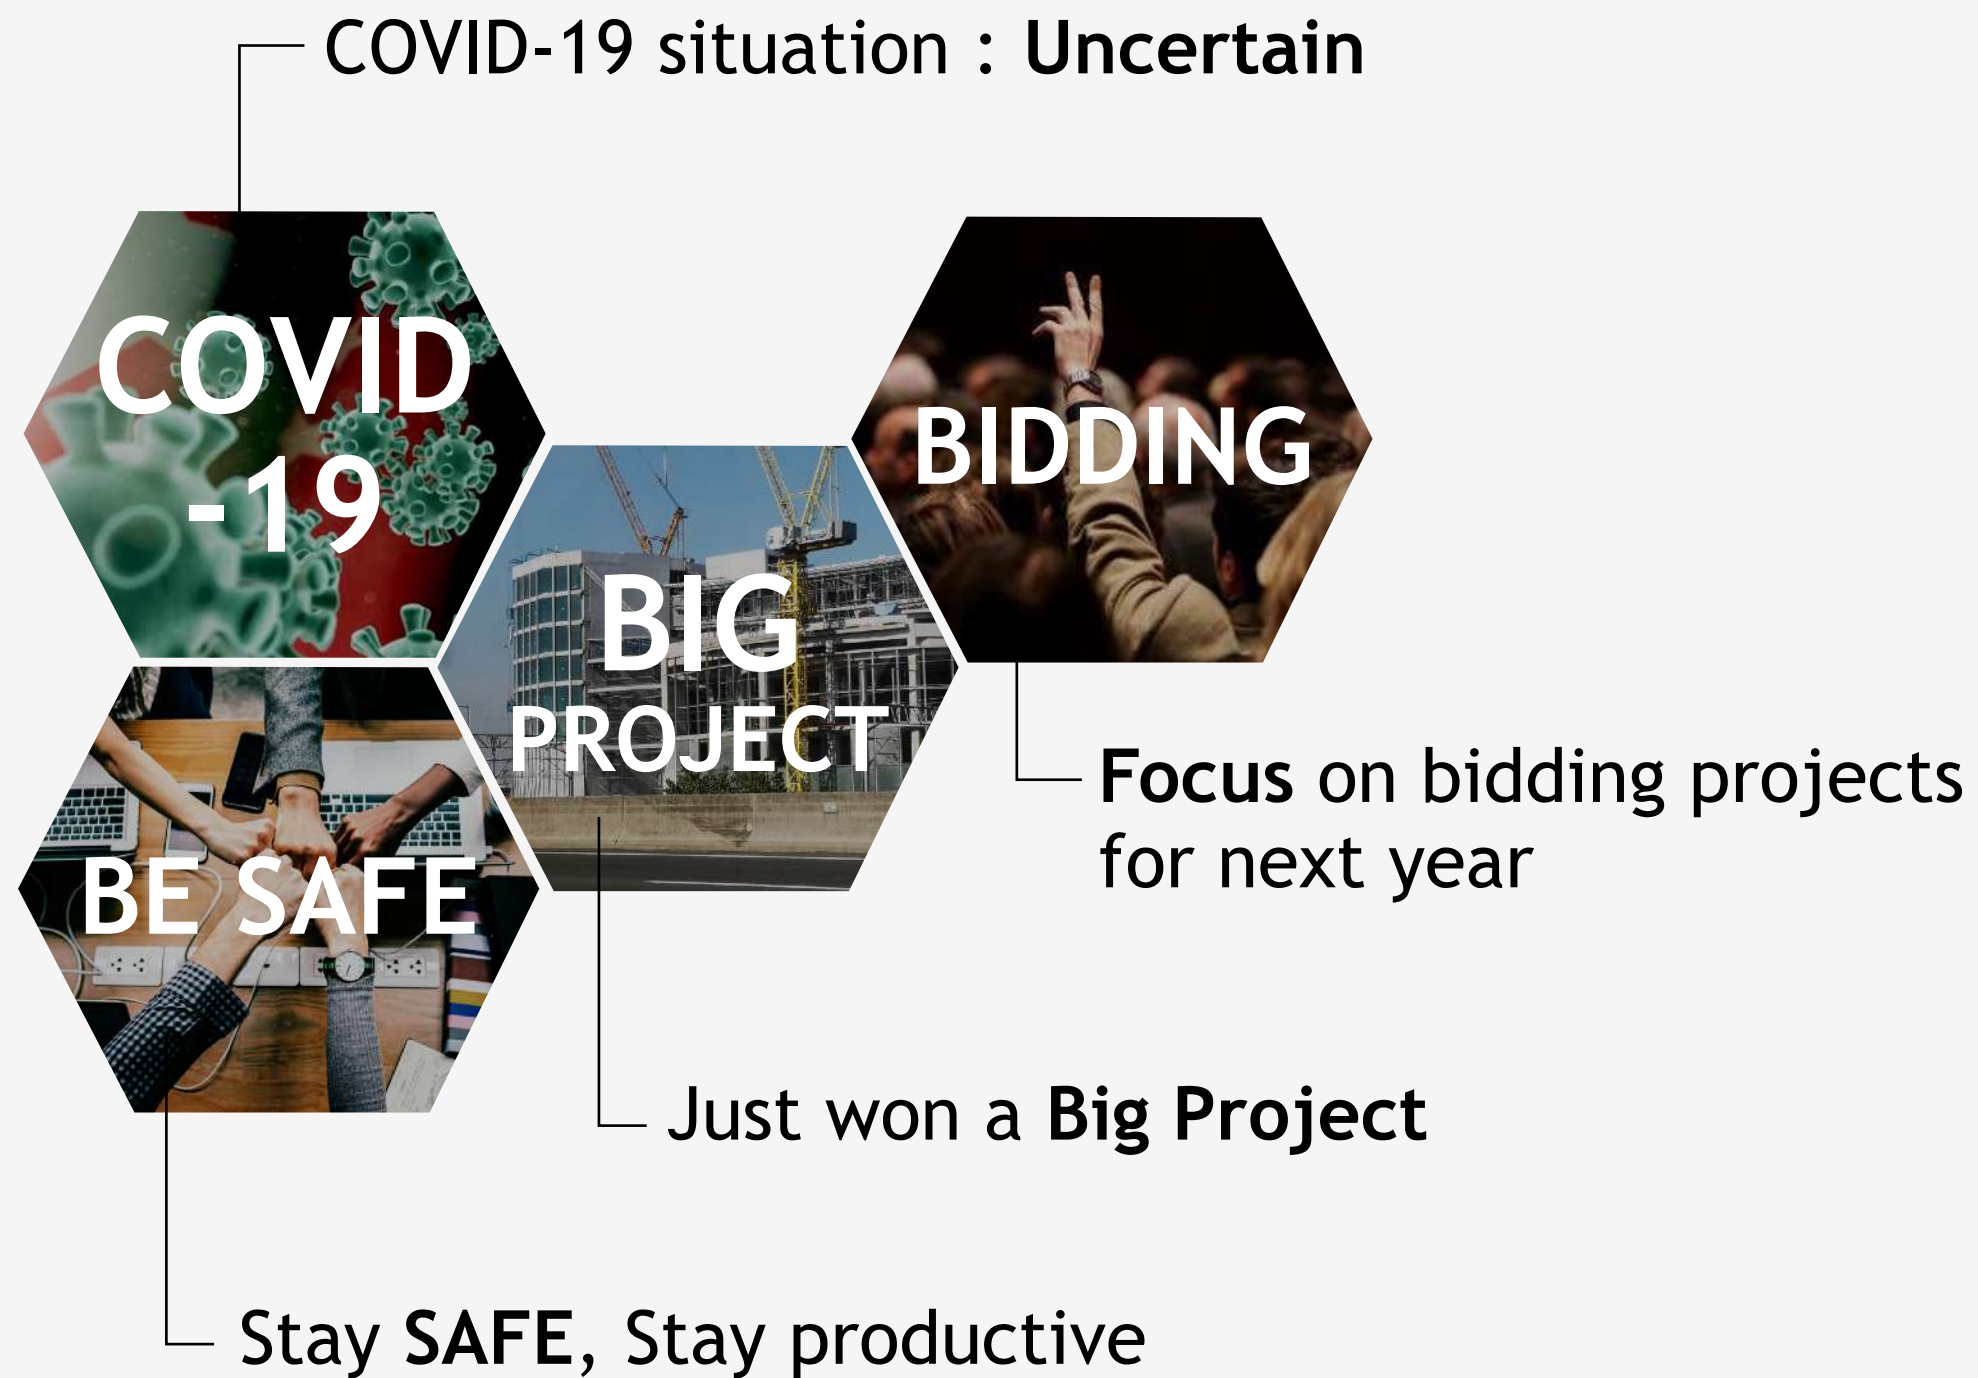 COVID-19 situation : Uncertain
COVID
-19
BIDDING
BIG
PROJECT
BE SAFE
Focus on bidding projects
for next year
Just won a Big Project
Stay SAFE, Stay productive